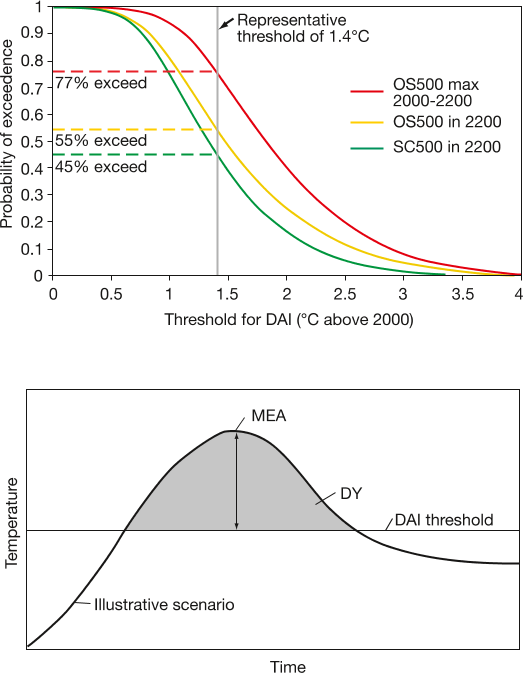 1
0.9
0.8
0.7
0.6
0.5
0.4
0.3
0.2
0.1
0
Probability of exceedence
Representative
threshold of 1.4°C
77% exceed
55% exceed
45% exceed
OS500 max
2000-2200
OS500 in 2200
SC500 in 2200
0 0.5 1 1.5 2 2.5 3 3.5 4
Threshold for DAI (°C above 2000)
MEA
DY
DAI threshold
Temperature
Illustrative scenario
Time